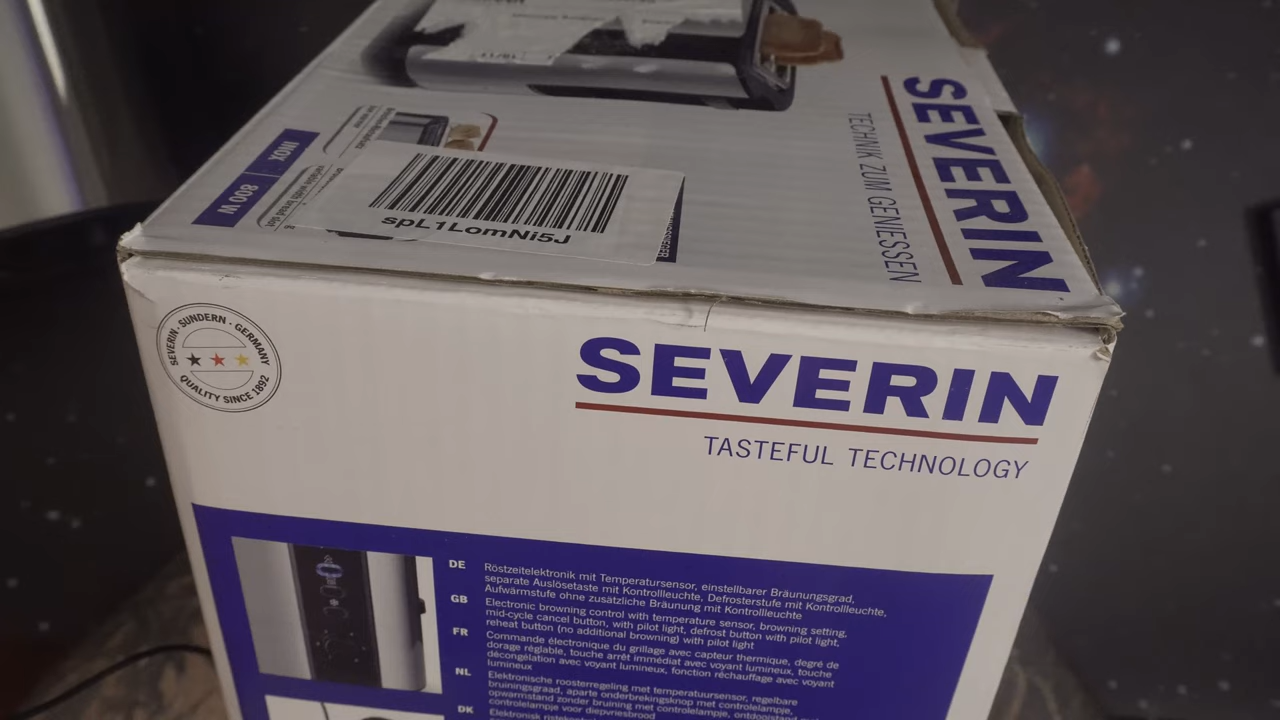 SEVERIN
TECHNIK ZUM GENIESSEN
INOX
800 W
spL1LomNi5J
SEVERIN · SUNDERN · GERMANY
QUALITY SINCE 1892
SEVERIN
TASTEFUL TECHNOLOGY
DE Röstzeitelektronik mit Temperatursensor, einstellbarer Bräunungsgrad,
separate Auslösetaste mit Kontrollleuchte, Defrosterstufe mit Kontrollleuchte,
Aufwärmstufe ohne zusätzliche Bräunung mit Kontrollleuchte
GB Electronic browning control with temperature sensor, browning setting,
mid-cycle cancel button, with pilot light, defrost button with pilot light,
reheat button (no additional browning) with pilot light
FR Commande électronique du grillage avec capteur thermique, degré de
dorage réglable, touche arrêt immédiat avec voyant lumineux, touche
décongélation avec voyant lumineux, fonction réchauffage avec voyant
lumineux
NL Elektronische roosterregeling met temperatuursensor, regelbare
bruiningsgraad, aparte onderbrekingsknop met controlelampje,
opwarmstand zonder bruining met controlelampje,
controlelampje voor diepvriesbrood
DK Elektronisk